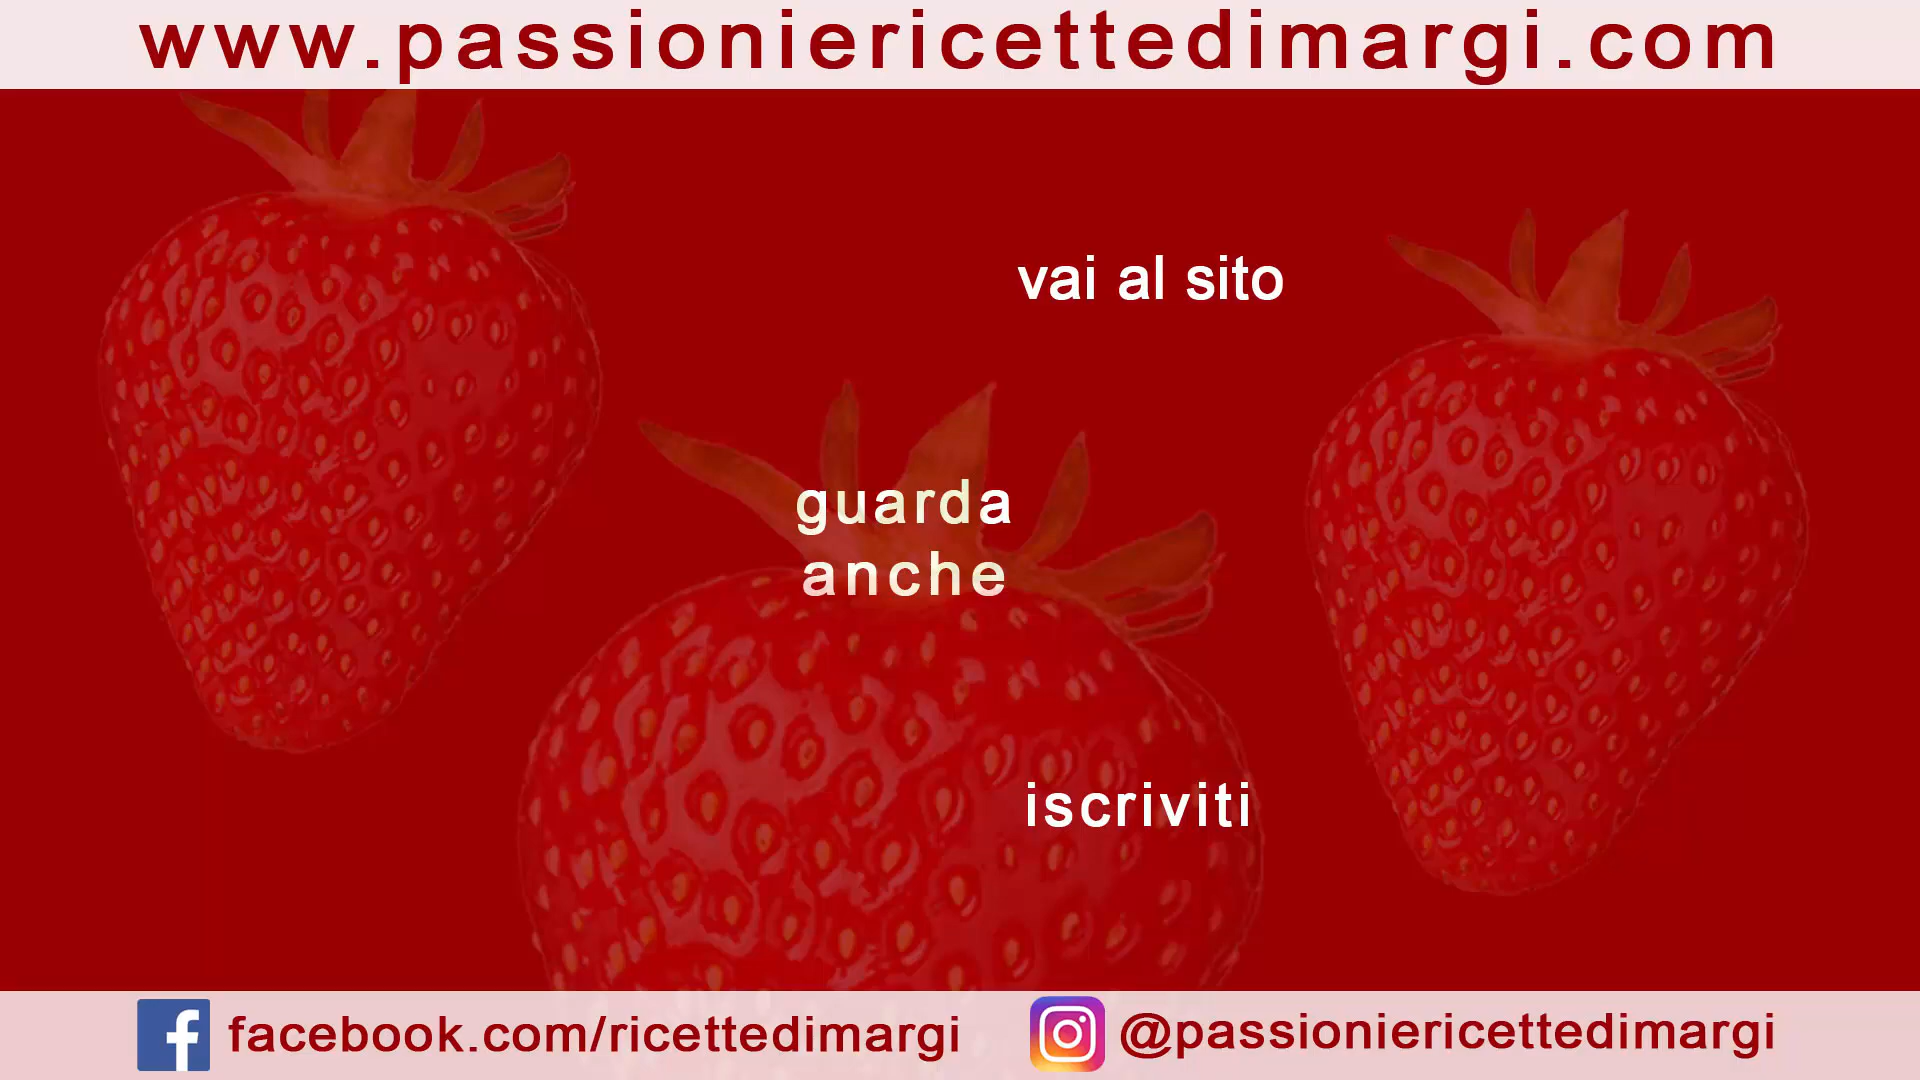 www.passioniericettedimargi.com
vai al sito
guarda
anche
iscriviti
facebook.com/ricettedimargi
@passioniericettedimargi